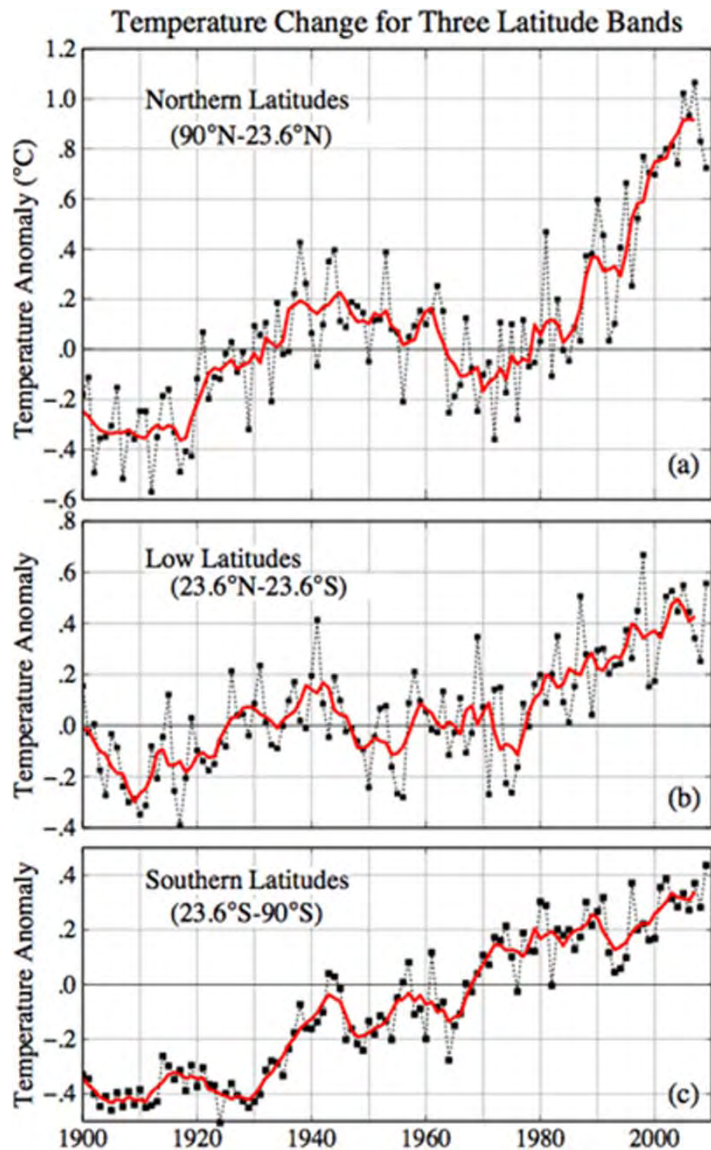 Temperature Change for Three Latitude Bands
Temperature Anomaly (°C)
1.2
1.0
.8
.6
.4
.2
.0
-.2
-.4
-.6
Northern Latitudes
(90°N-23.6°N)
(a)
Temperature Anomaly
.8
.6
.4
.2
.0
-.2
-.4
Low Latitudes
(23.6°N-23.6°S)
(b)
Temperature Anomaly
.4
.2
.0
-.2
-.4
Southern Latitudes
(23.6°S-90°S)
(c)
1900 1920 1940 1960 1980 2000